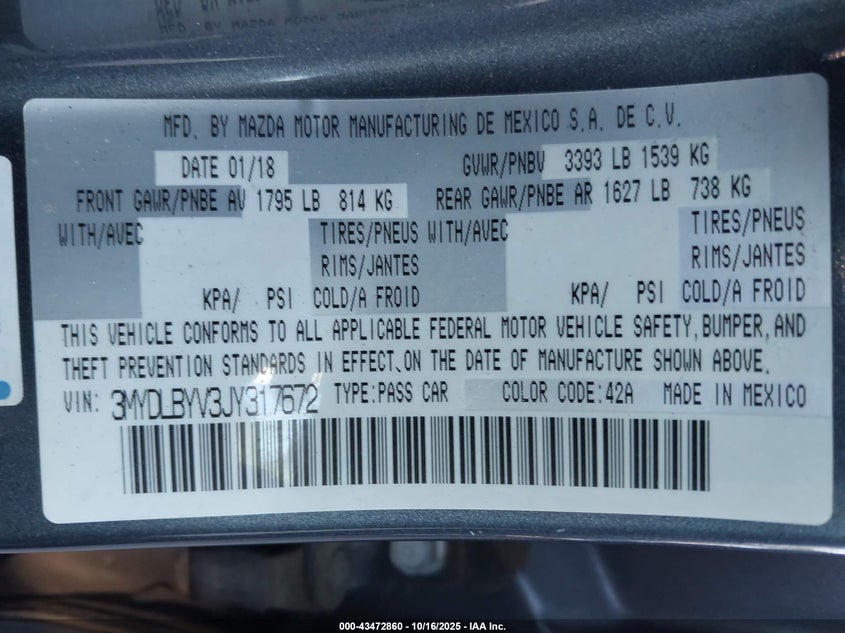 MFD. BY MAZDA MOTOR MANUFACTURING DE MEXICO S.A. DE C.V.
DATE 01/18 GVWR/PNBV 3393 LB 1539 KG
FRONT GAWR/PNBE AV 1795 LB 814 KG REAR GAWR/PNBE AR 1627 LB 738 KG
WITH/AVEC TIRES/PNEUS WITH/AVEC TIRES/PNEUS
RIMS/JANTES RIMS/JANTES
KPA/ PSI COLD/A FROID KPA/ PSI COLD/A FROID
THIS VEHICLE CONFORMS TO ALL APPLICABLE FEDERAL MOTOR VEHICLE SAFETY, BUMPER, AND
THEFT PREVENTION STANDARDS IN EFFECT, ON THE DATE OF MANUFACTURE SHOWN ABOVE.
VIN: 3MYDLBYV3JY317672 TYPE:PASS CAR COLOR CODE:42A MADE IN MEXICO
000-43472860 - 10/16/2025 - IAA Inc.